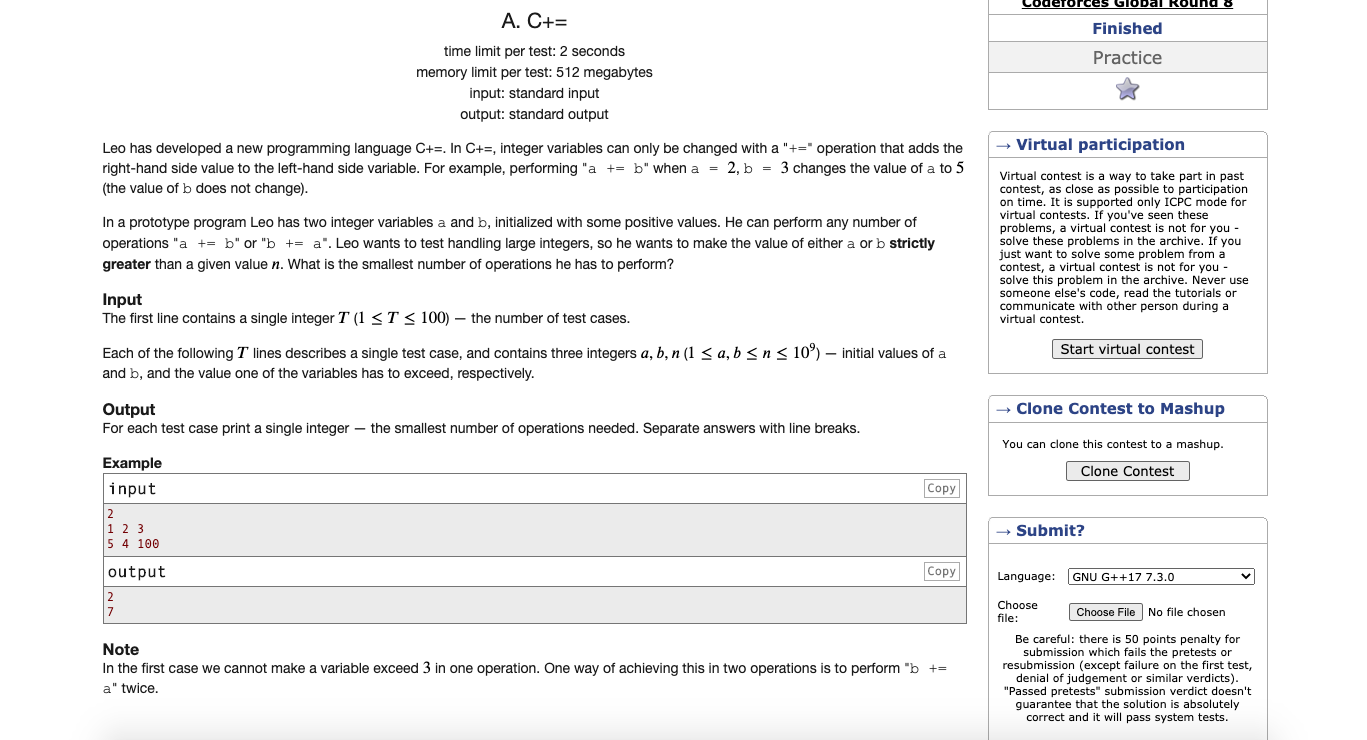 A. C+=
time limit per test: 2 seconds
memory limit per test: 512 megabytes
input: standard input
output: standard output
Leo has developed a new programming language C+=. In C+=, integer variables can only be changed with a "+=" operation that adds the
right-hand side value to the left-hand side variable. For example, performing "a += b" when a = 2, b = 3 changes the value of a to 5
(the value of b does not change).
In a prototype program Leo has two integer variables a and b, initialized with some positive values. He can perform any number of
operations "a += b" or "b += a". Leo wants to test handling large integers, so he wants to make the value of either a or b strictly
greater than a given value n. What is the smallest number of operations he has to perform?
Input
The first line contains a single integer T (1 ≤ T ≤ 100) — the number of test cases.
Each of the following T lines describes a single test case, and contains three integers a, b, n (1 ≤ a, b ≤ n ≤ 10⁹) — initial values of a
and b, and the value one of the variables has to exceed, respectively.
Output
For each test case print a single integer — the smallest number of operations needed. Separate answers with line breaks.
Example
input
Copy
2
1 2 3
5 4 100
output
Copy
2
7
Note
In the first case we cannot make a variable exceed 3 in one operation. One way of achieving this in two operations is to perform "b +=
a" twice.
Codeforces Global Round 8
Finished
Practice
→ Virtual participation
Virtual contest is a way to take part in past
contest, as close as possible to participation
on time. It is supported only ICPC mode for
virtual contests. If you've seen these
problems, a virtual contest is not for you -
solve these problems in the archive. If you
just want to solve some problem from a
contest, a virtual contest is not for you -
solve this problem in the archive. Never use
someone else's code, read the tutorials or
communicate with other person during a
virtual contest.
Start virtual contest
→ Clone Contest to Mashup
You can clone this contest to a mashup.
Clone Contest
→ Submit?
Language: GNU G++17 7.3.0
Choose
file: Choose File No file chosen
Be careful: there is 50 points penalty for
submission which fails the pretests or
resubmission (except failure on the first test,
denial of judgement or similar verdicts).
"Passed pretests" submission verdict doesn't
guarantee that the solution is absolutely
correct and it will pass system tests.